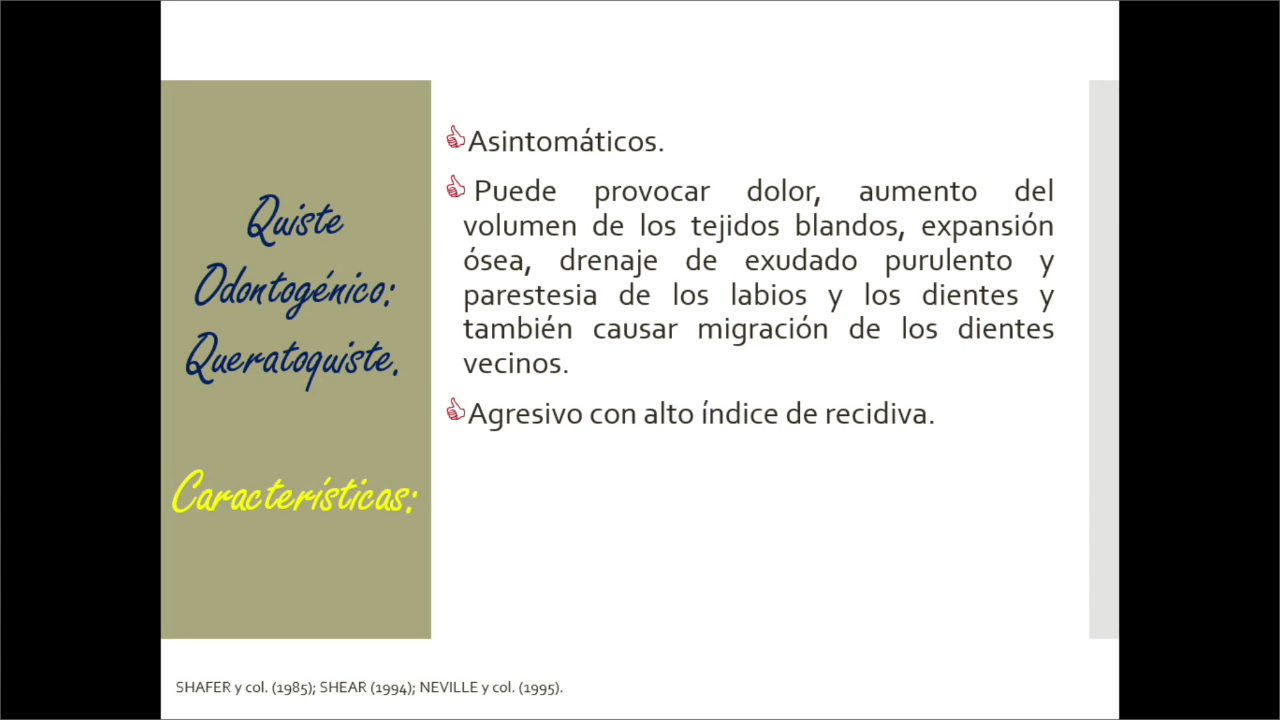 Quiste
Odontogénico:
Queratoquiste.
Características:
Asintomáticos.
Puede provocar dolor, aumento del
volumen de los tejidos blandos, expansión
ósea, drenaje de exudado purulento y
parestesia de los labios y los dientes y
también causar migración de los dientes
vecinos.
Agresivo con alto índice de recidiva.
SHAFER y col. (1985); SHEAR (1994); NEVILLE y col. (1995).